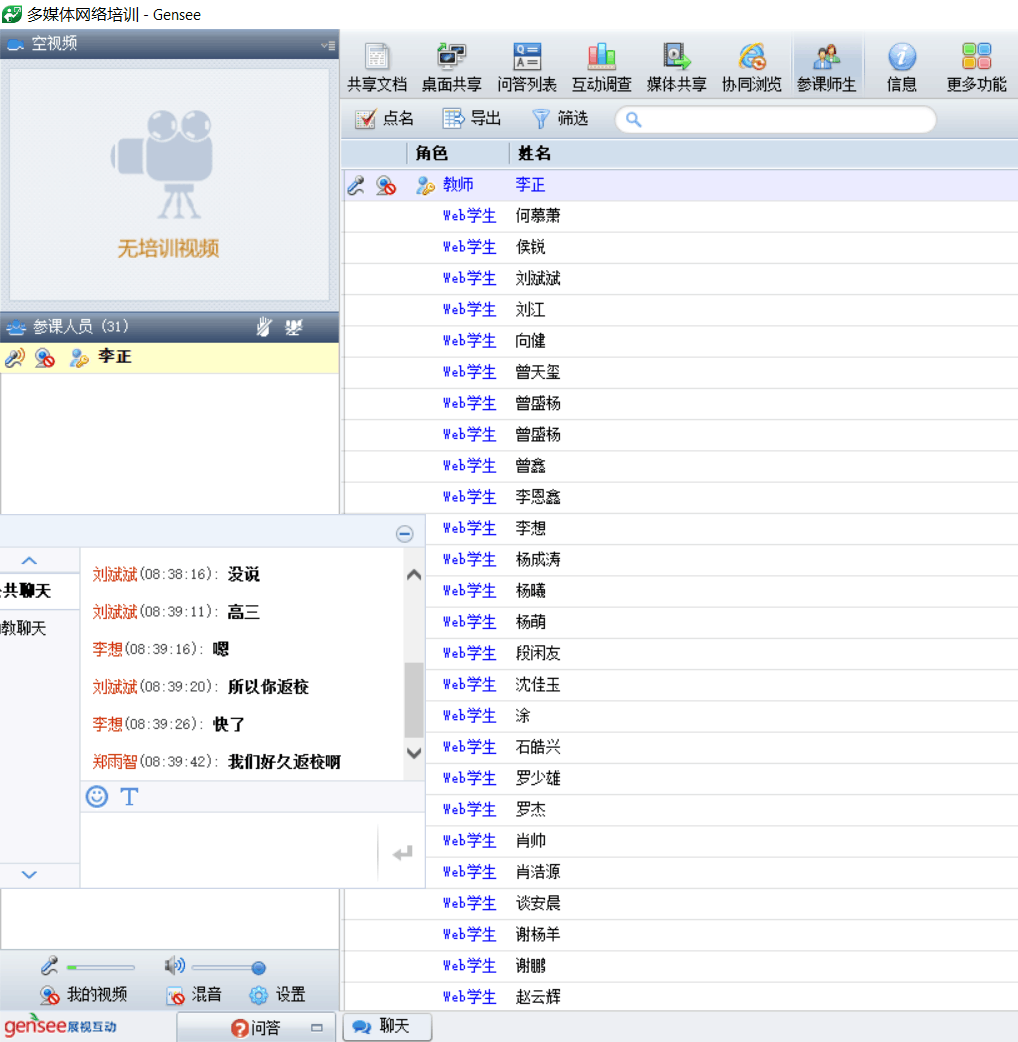 多媒体网络培训 - Gensee
空视频
无培训视频
参课人员 (31)
李正
共享文档 桌面共享 问答列表 互动调查 媒体共享 协同浏览 参课师生 信息 更多功能
点名 导出 筛选
角色 姓名
教师 李正
Web学生 何慕萧
Web学生 侯锐
Web学生 刘斌斌
Web学生 刘江
Web学生 向健
Web学生 曾天玺
Web学生 曾盛杨
Web学生 曾盛杨
Web学生 曾鑫
Web学生 李恩鑫
Web学生 李想
Web学生 杨成涛
Web学生 杨曦
Web学生 杨萌
Web学生 段闲友
Web学生 沈佳玉
Web学生 涂
Web学生 石皓兴
Web学生 罗少雄
Web学生 罗杰
Web学生 肖帅
Web学生 肖浩源
Web学生 谈安晨
Web学生 谢杨羊
Web学生 谢鹏
Web学生 赵云辉
共聊天
教聊天
刘斌斌(08:38:16): 没说
刘斌斌(08:39:11): 高三
李想(08:39:16): 嗯
刘斌斌(08:39:20): 所以你返校
李想(08:39:26): 快了
郑雨智(08:39:42): 我们好久返校啊
T
我的视频 混音 设置
gensee展视互动 问答 聊天